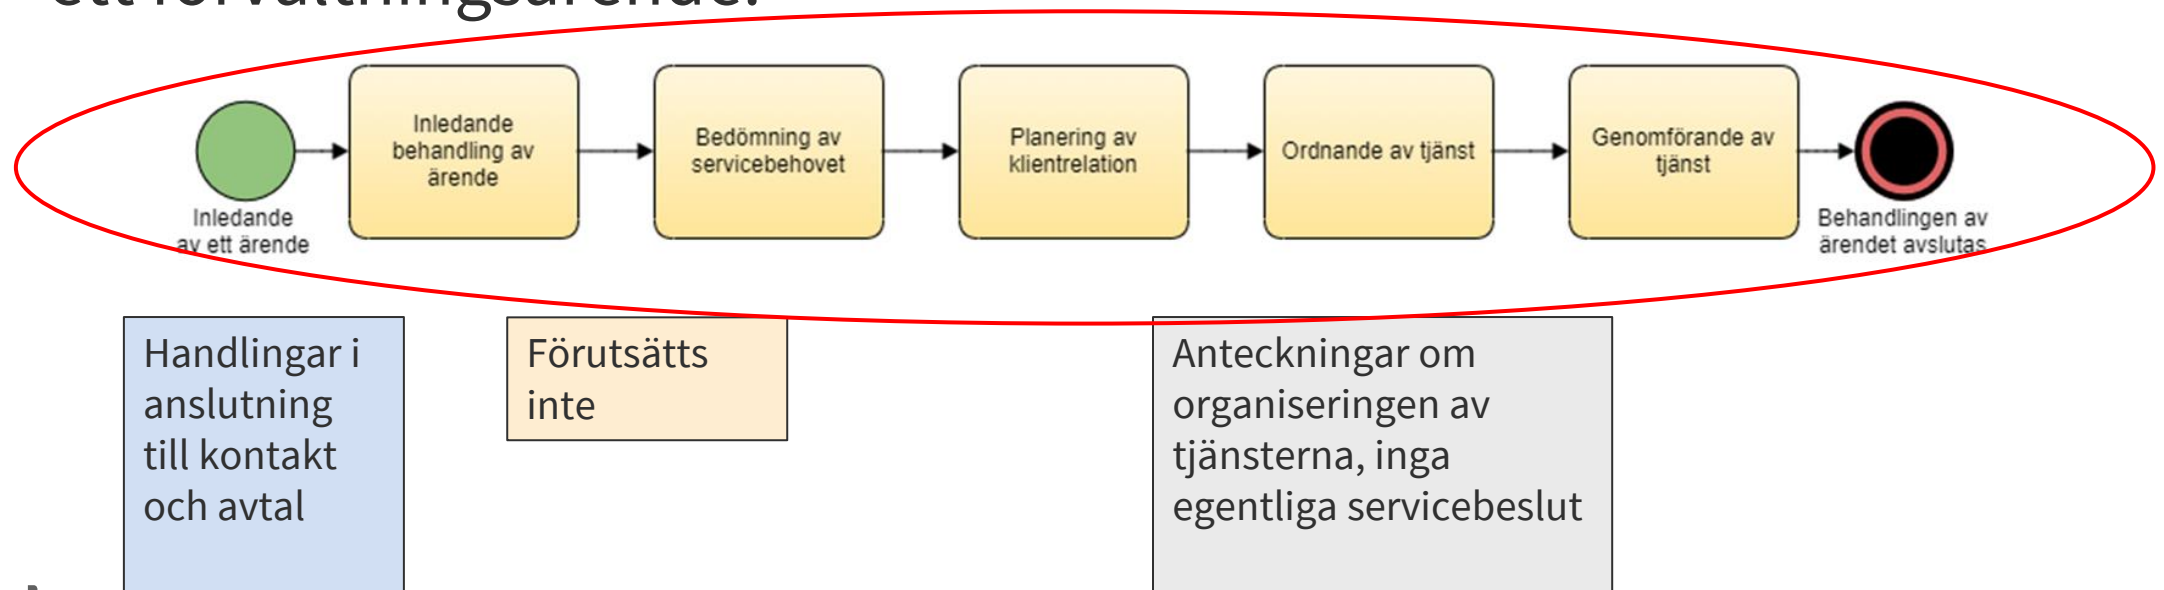 ett förvaltningsärende.
Inledande
av ett ärende
Inledande
behandling av
ärende
Bedömning av
servicebehovet
Planering av
klientrelation
Ordnande av tjänst
Genomförande av
tjänst
Behandlingen av
ärendet avslutas
Handlingar i
anslutning
till kontakt
och avtal
Förutsätts
inte
Anteckningar om
organiseringen av
tjänsterna, inga
egentliga servicebeslut